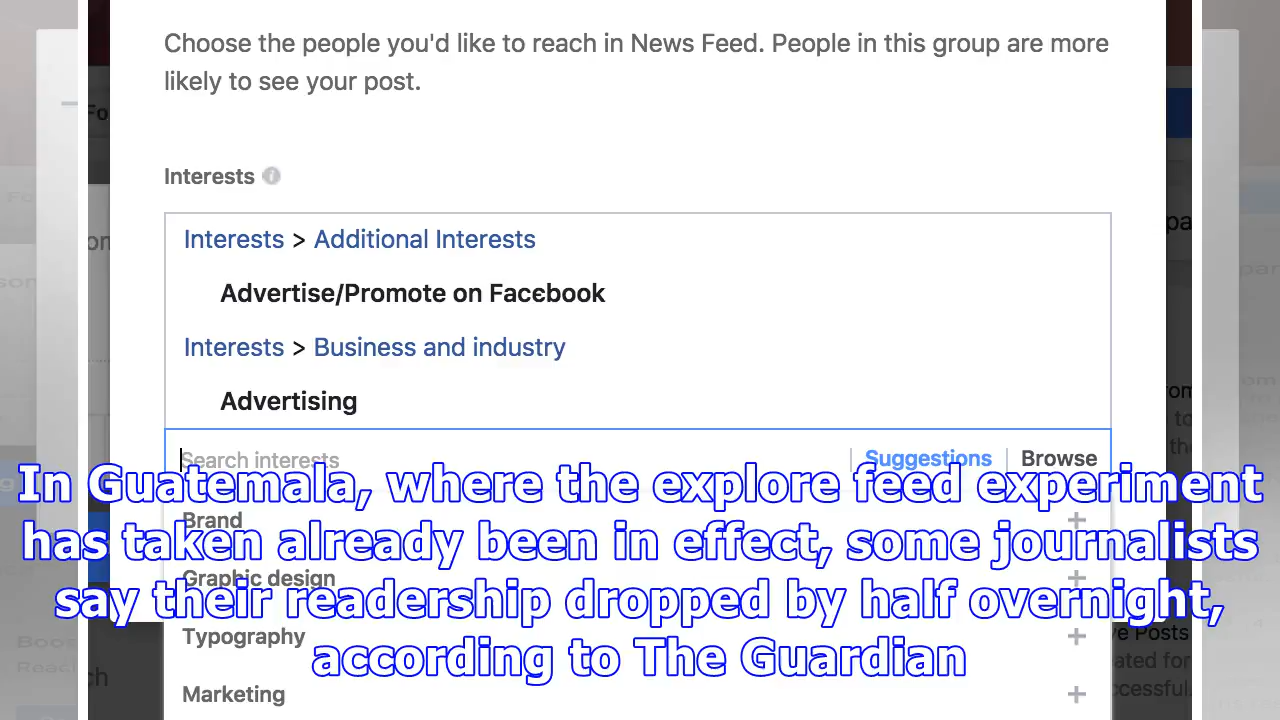 Choose the people you'd like to reach in News Feed. People in this group are more
likely to see your post.
Interests
Interests > Additional Interests
Advertise/Promote on Facebook
Interests > Business and industry
Advertising
Search interests
Suggestions
Browse
In Guatemala, where the explore feed experiment
Brand
has taken already been in effect, some journalists
Graphic design
say their readership dropped by half overnight,
Typography
according to The Guardian
Marketing